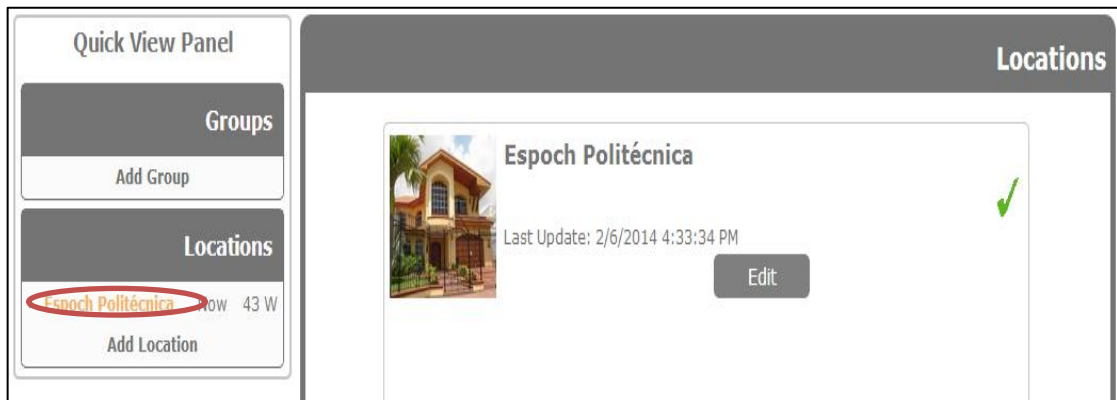 Quick View Panel
Groups
Add Group
Locations
Espoch Politécnica Now 43 W
Add Location
Locations
Espoch Politécnica
Last Update: 2/6/2014 4:33:34 PM
Edit